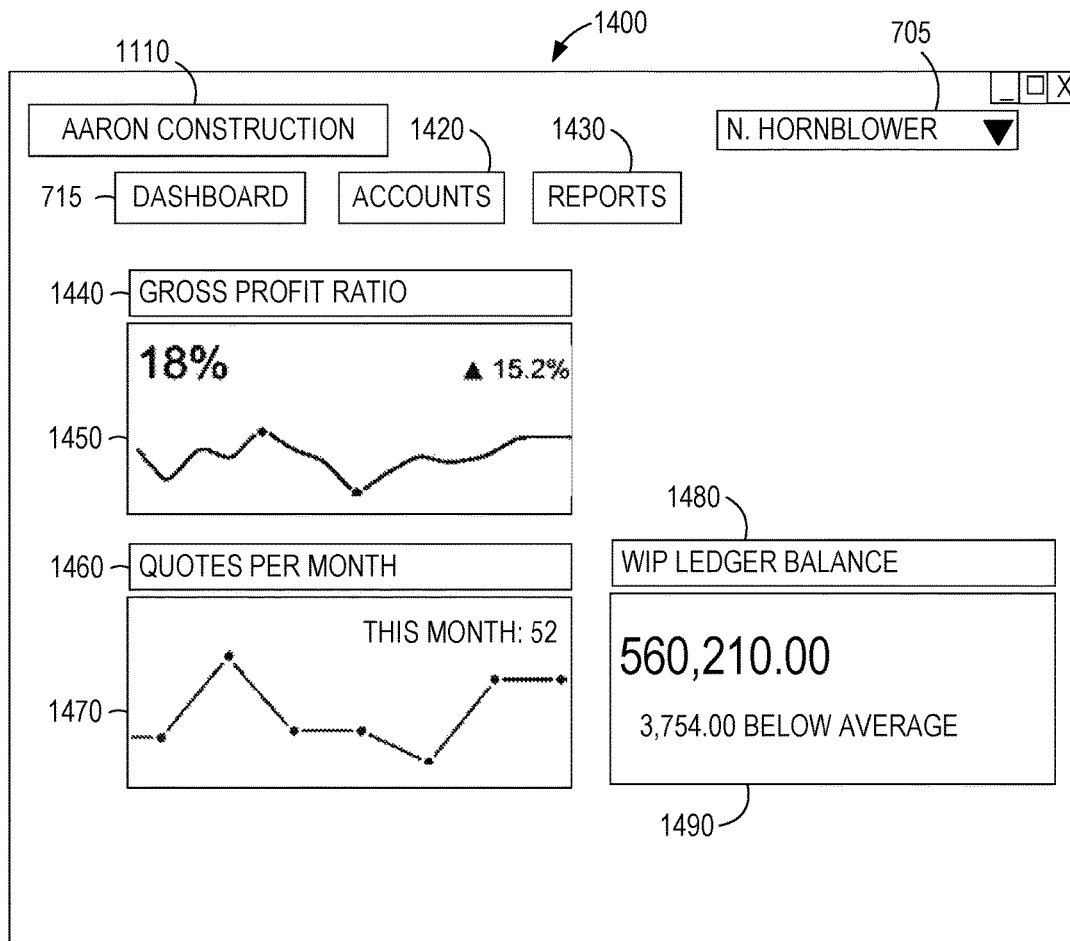 1400
1110
705
_ □ X
AARON CONSTRUCTION
1420
1430
N. HORNBLOWER ▼
715
DASHBOARD
ACCOUNTS
REPORTS
1440
GROSS PROFIT RATIO
18%
▲ 15.2%
1450
1480
1460
QUOTES PER MONTH
WIP LEDGER BALANCE
THIS MONTH: 52
560,210.00
1470
3,754.00 BELOW AVERAGE
1490